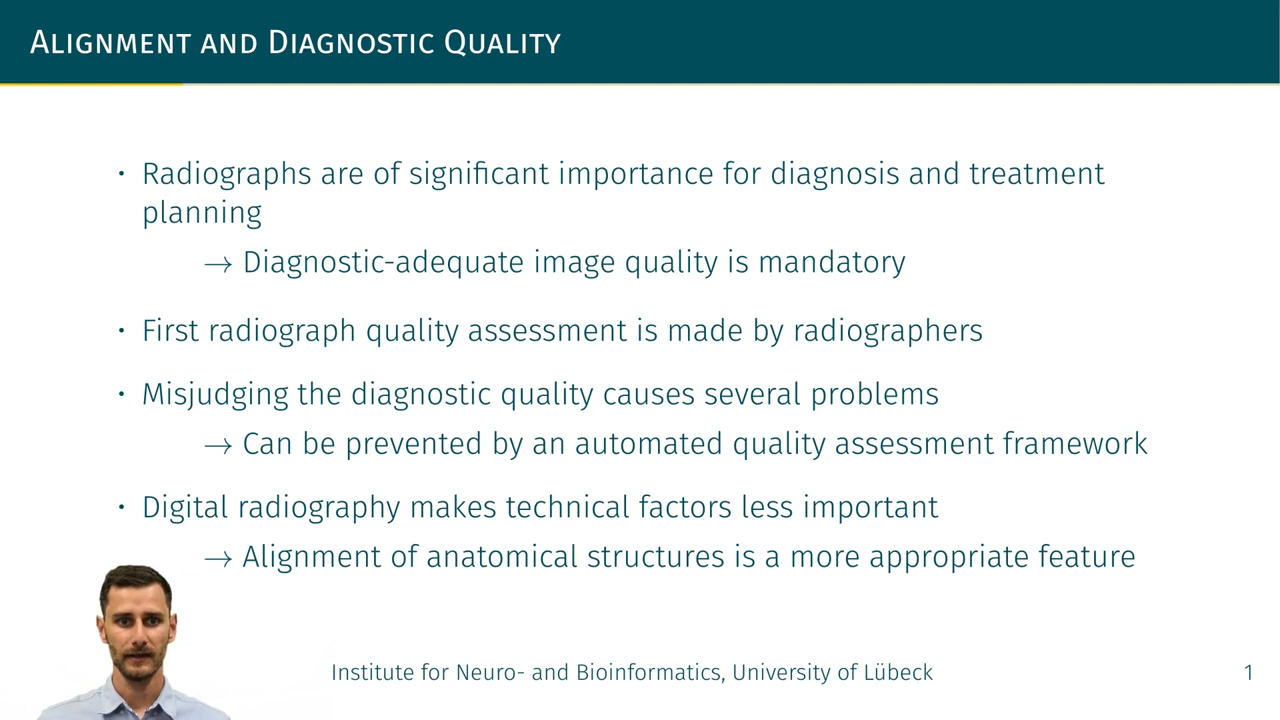 Alignment and Diagnostic Quality
· Radiographs are of significant importance for diagnosis and treatment
planning
→ Diagnostic-adequate image quality is mandatory
· First radiograph quality assessment is made by radiographers
· Misjudging the diagnostic quality causes several problems
→ Can be prevented by an automated quality assessment framework
· Digital radiography makes technical factors less important
→ Alignment of anatomical structures is a more appropriate feature
Institute for Neuro- and Bioinformatics, University of Lübeck
1